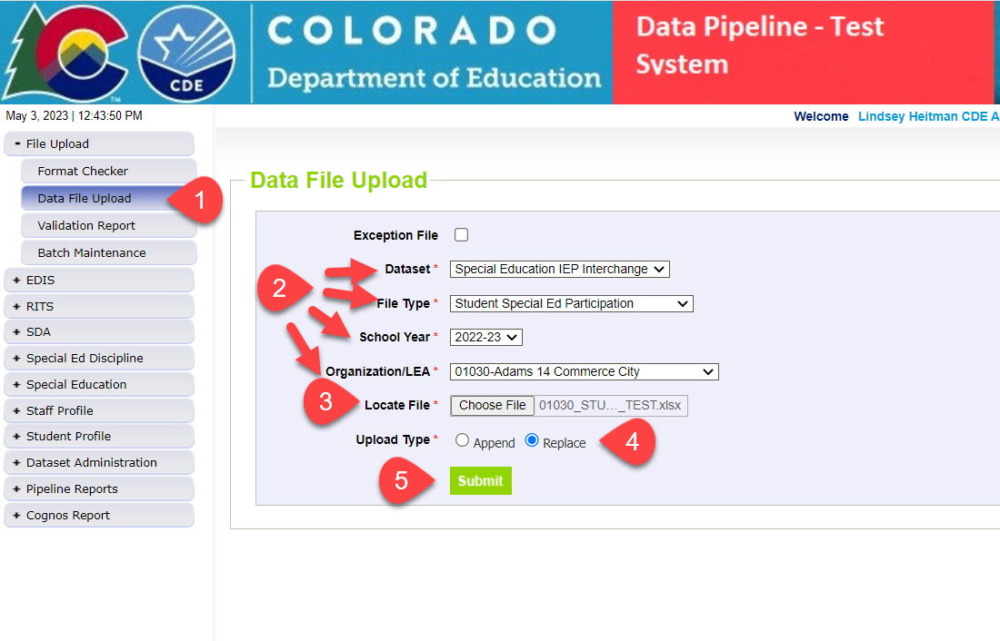 COLORADO
Department of Education
CDE
TM
Data Pipeline - Test
System
May 3, 2023 | 12:43:50 PM
Welcome Lindsey Heitman CDE A
- File Upload
Format Checker
Data File Upload
1
Validation Report
Batch Maintenance
+ EDIS
+ RITS
+ SDA
+ Special Ed Discipline
+ Special Education
+ Staff Profile
+ Student Profile
+ Dataset Administration
+ Pipeline Reports
+ Cognos Report
Data File Upload
Exception File
Dataset * Special Education IEP Interchange
2
File Type * Student Special Ed Participation
School Year * 2022-23
Organization/LEA * 01030-Adams 14 Commerce City
3
Locate File * Choose File 01030_STU..._TEST.xlsx
Upload Type * Append Replace
4
5
Submit